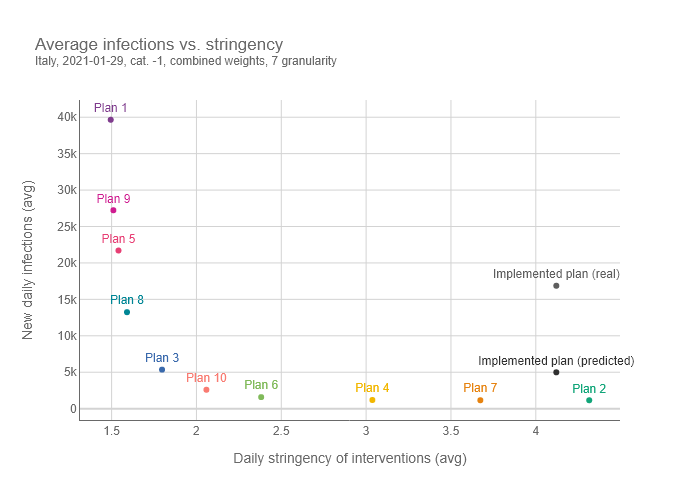 Average infections vs. stringency
Italy, 2021-01-29, cat. -1, combined weights, 7 granularity
New daily infections (avg)
40k
35k
30k
25k
20k
15k
10k
5k
0
Plan 1
Plan 9
Plan 5
Plan 8
Implemented plan (real)
Plan 3
Implemented plan (predicted)
Plan 10
Plan 6
Plan 4
Plan 7
Plan 2
1.5
2
2.5
3
3.5
4
Daily stringency of interventions (avg)